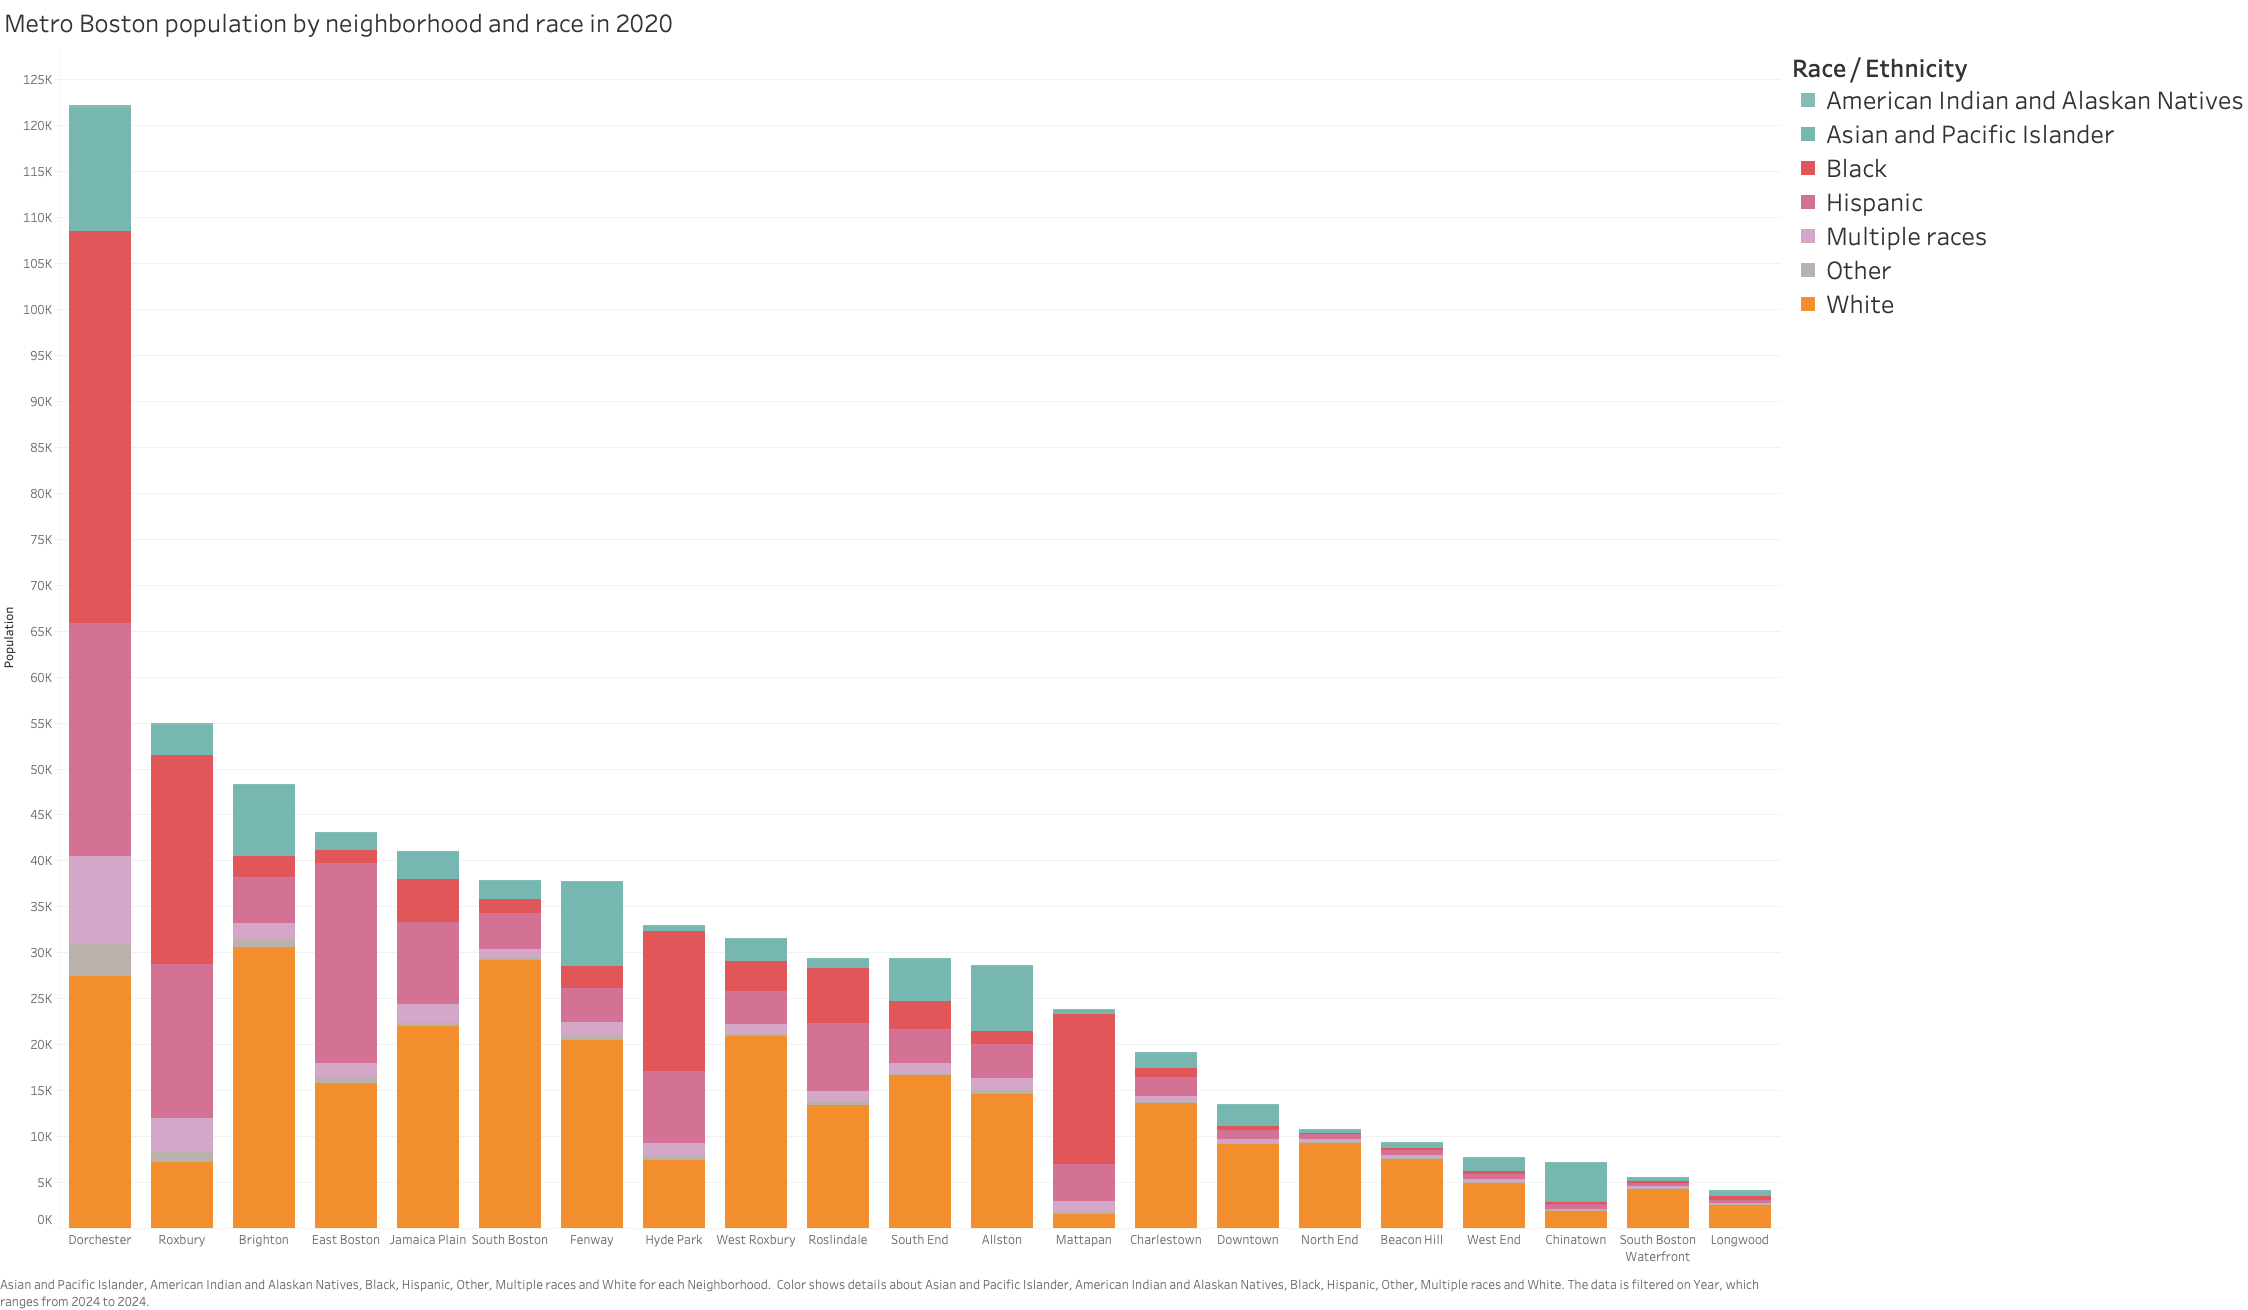 Metro Boston population by neighborhood and race in 2020
Race / Ethnicity
American Indian and Alaskan Natives
Asian and Pacific Islander
Black
Hispanic
Multiple races
Other
White
Population
125K
120K
115K
110K
105K
100K
95K
90K
85K
80K
75K
70K
65K
60K
55K
50K
45K
40K
35K
30K
25K
20K
15K
10K
5K
0K
Dorchester
Roxbury
Brighton
East Boston
Jamaica Plain
South Boston
Fenway
Hyde Park
West Roxbury
Roslindale
South End
Allston
Mattapan
Charlestown
Downtown
North End
Beacon Hill
West End
Chinatown
South Boston
Waterfront
Longwood
Asian and Pacific Islander, American Indian and Alaskan Natives, Black, Hispanic, Other, Multiple races and White for each Neighborhood.  Color shows details about Asian and Pacific Islander, American Indian and Alaskan Natives, Black, Hispanic, Other, Multiple races and White. The data is filtered on Year, which
ranges from 2024 to 2024.